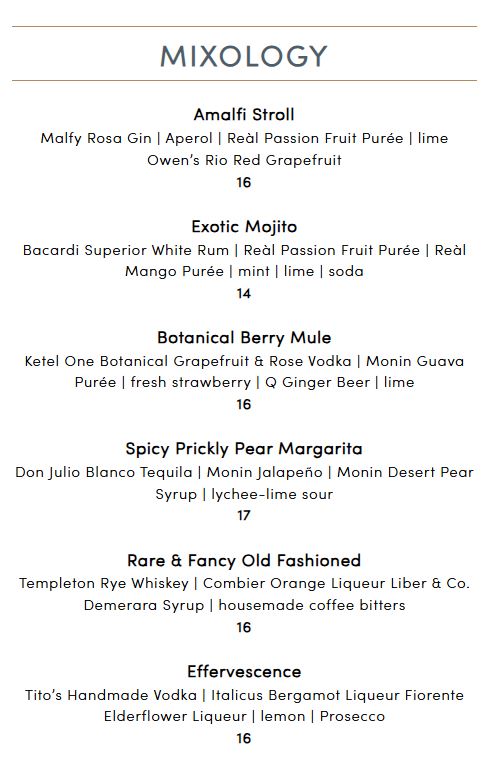 MIXOLOGY
Amalfi Stroll
Malfy Rosa Gin | Aperol | Reàl Passion Fruit Purée | lime
Owen's Rio Red Grapefruit
16
Exotic Mojito
Bacardi Superior White Rum | Reàl Passion Fruit Purée | Reàl
Mango Purée | mint | lime | soda
14
Botanical Berry Mule
Ketel One Botanical Grapefruit & Rose Vodka | Monin Guava
Purée | fresh strawberry | Q Ginger Beer | lime
16
Spicy Prickly Pear Margarita
Don Julio Blanco Tequila | Monin Jalapeño | Monin Desert Pear
Syrup | lychee-lime sour
17
Rare & Fancy Old Fashioned
Templeton Rye Whiskey | Combier Orange Liqueur Liber & Co.
Demerara Syrup | housemade coffee bitters
16
Effervescence
Tito's Handmade Vodka | Italicus Bergamot Liqueur Fiorente
Elderflower Liqueur | lemon | Prosecco
16